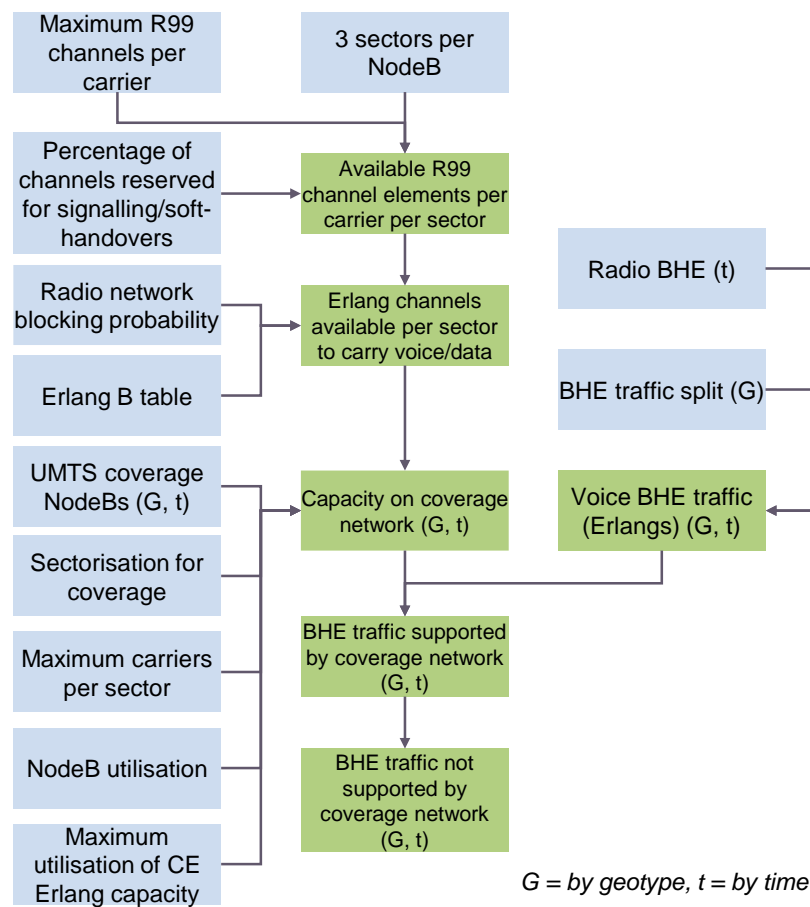 Maximum R99
channels per
carrier
3 sectors per
NodeB
Percentage of
channels reserved
for signalling/soft-
handovers
Available R99
channel elements per
carrier per sector
Radio BHE (t)
Radio network
blocking probability
Erlang channels
available per sector
to carry voice/data
Erlang B table
BHE traffic split (G)
UMTS coverage
NodeBs (G, t)
Capacity on coverage
network (G, t)
Voice BHE traffic
(Erlangs) (G, t)
Sectorisation for
coverage
BHE traffic supported
by coverage network
(G, t)
Maximum carriers
per sector
NodeB utilisation
BHE traffic not
supported by
coverage network
(G, t)
Maximum
utilisation of CE
Erlang capacity
G = by geotype, t = by time